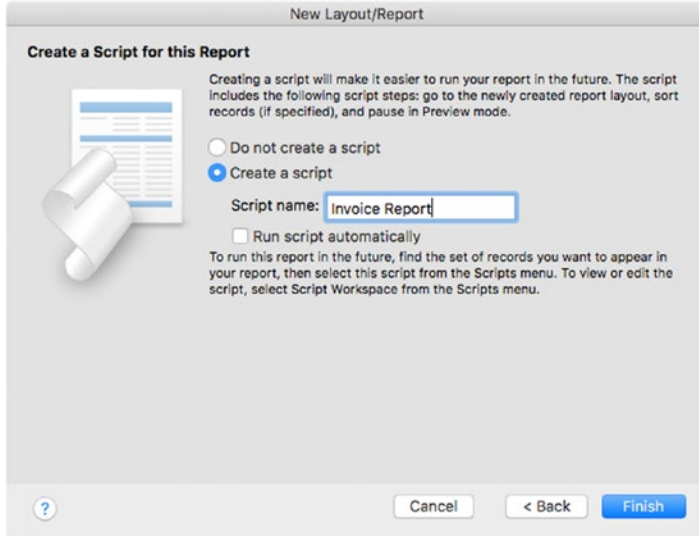 New Layout/Report
Create a Script for this Report
Creating a script will make it easier to run your report in the future. The script
includes the following script steps: go to the newly created report layout, sort
records (if specified), and pause in Preview mode.
Do not create a script
Create a script
Script name: Invoice Report
Run script automatically
To run this report in the future, find the set of records you want to appear in
your report, then select this script from the Scripts menu. To view or edit the
script, select Script Workspace from the Scripts menu.
? Cancel < Back Finish